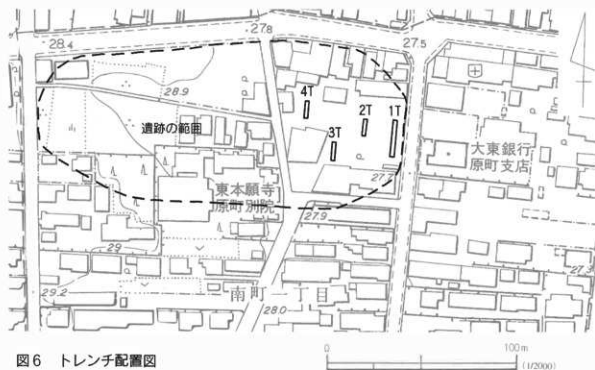 28.4
27.8
27.5
28.9
4T
2T
1T
3T
遺跡の範囲
大東銀行
原町支店
東本願寺
原町別院
27.9
29
29.2
南町一丁目
28.0
27.3
図6 トレンチ配置図
0
100m
(1/2000)